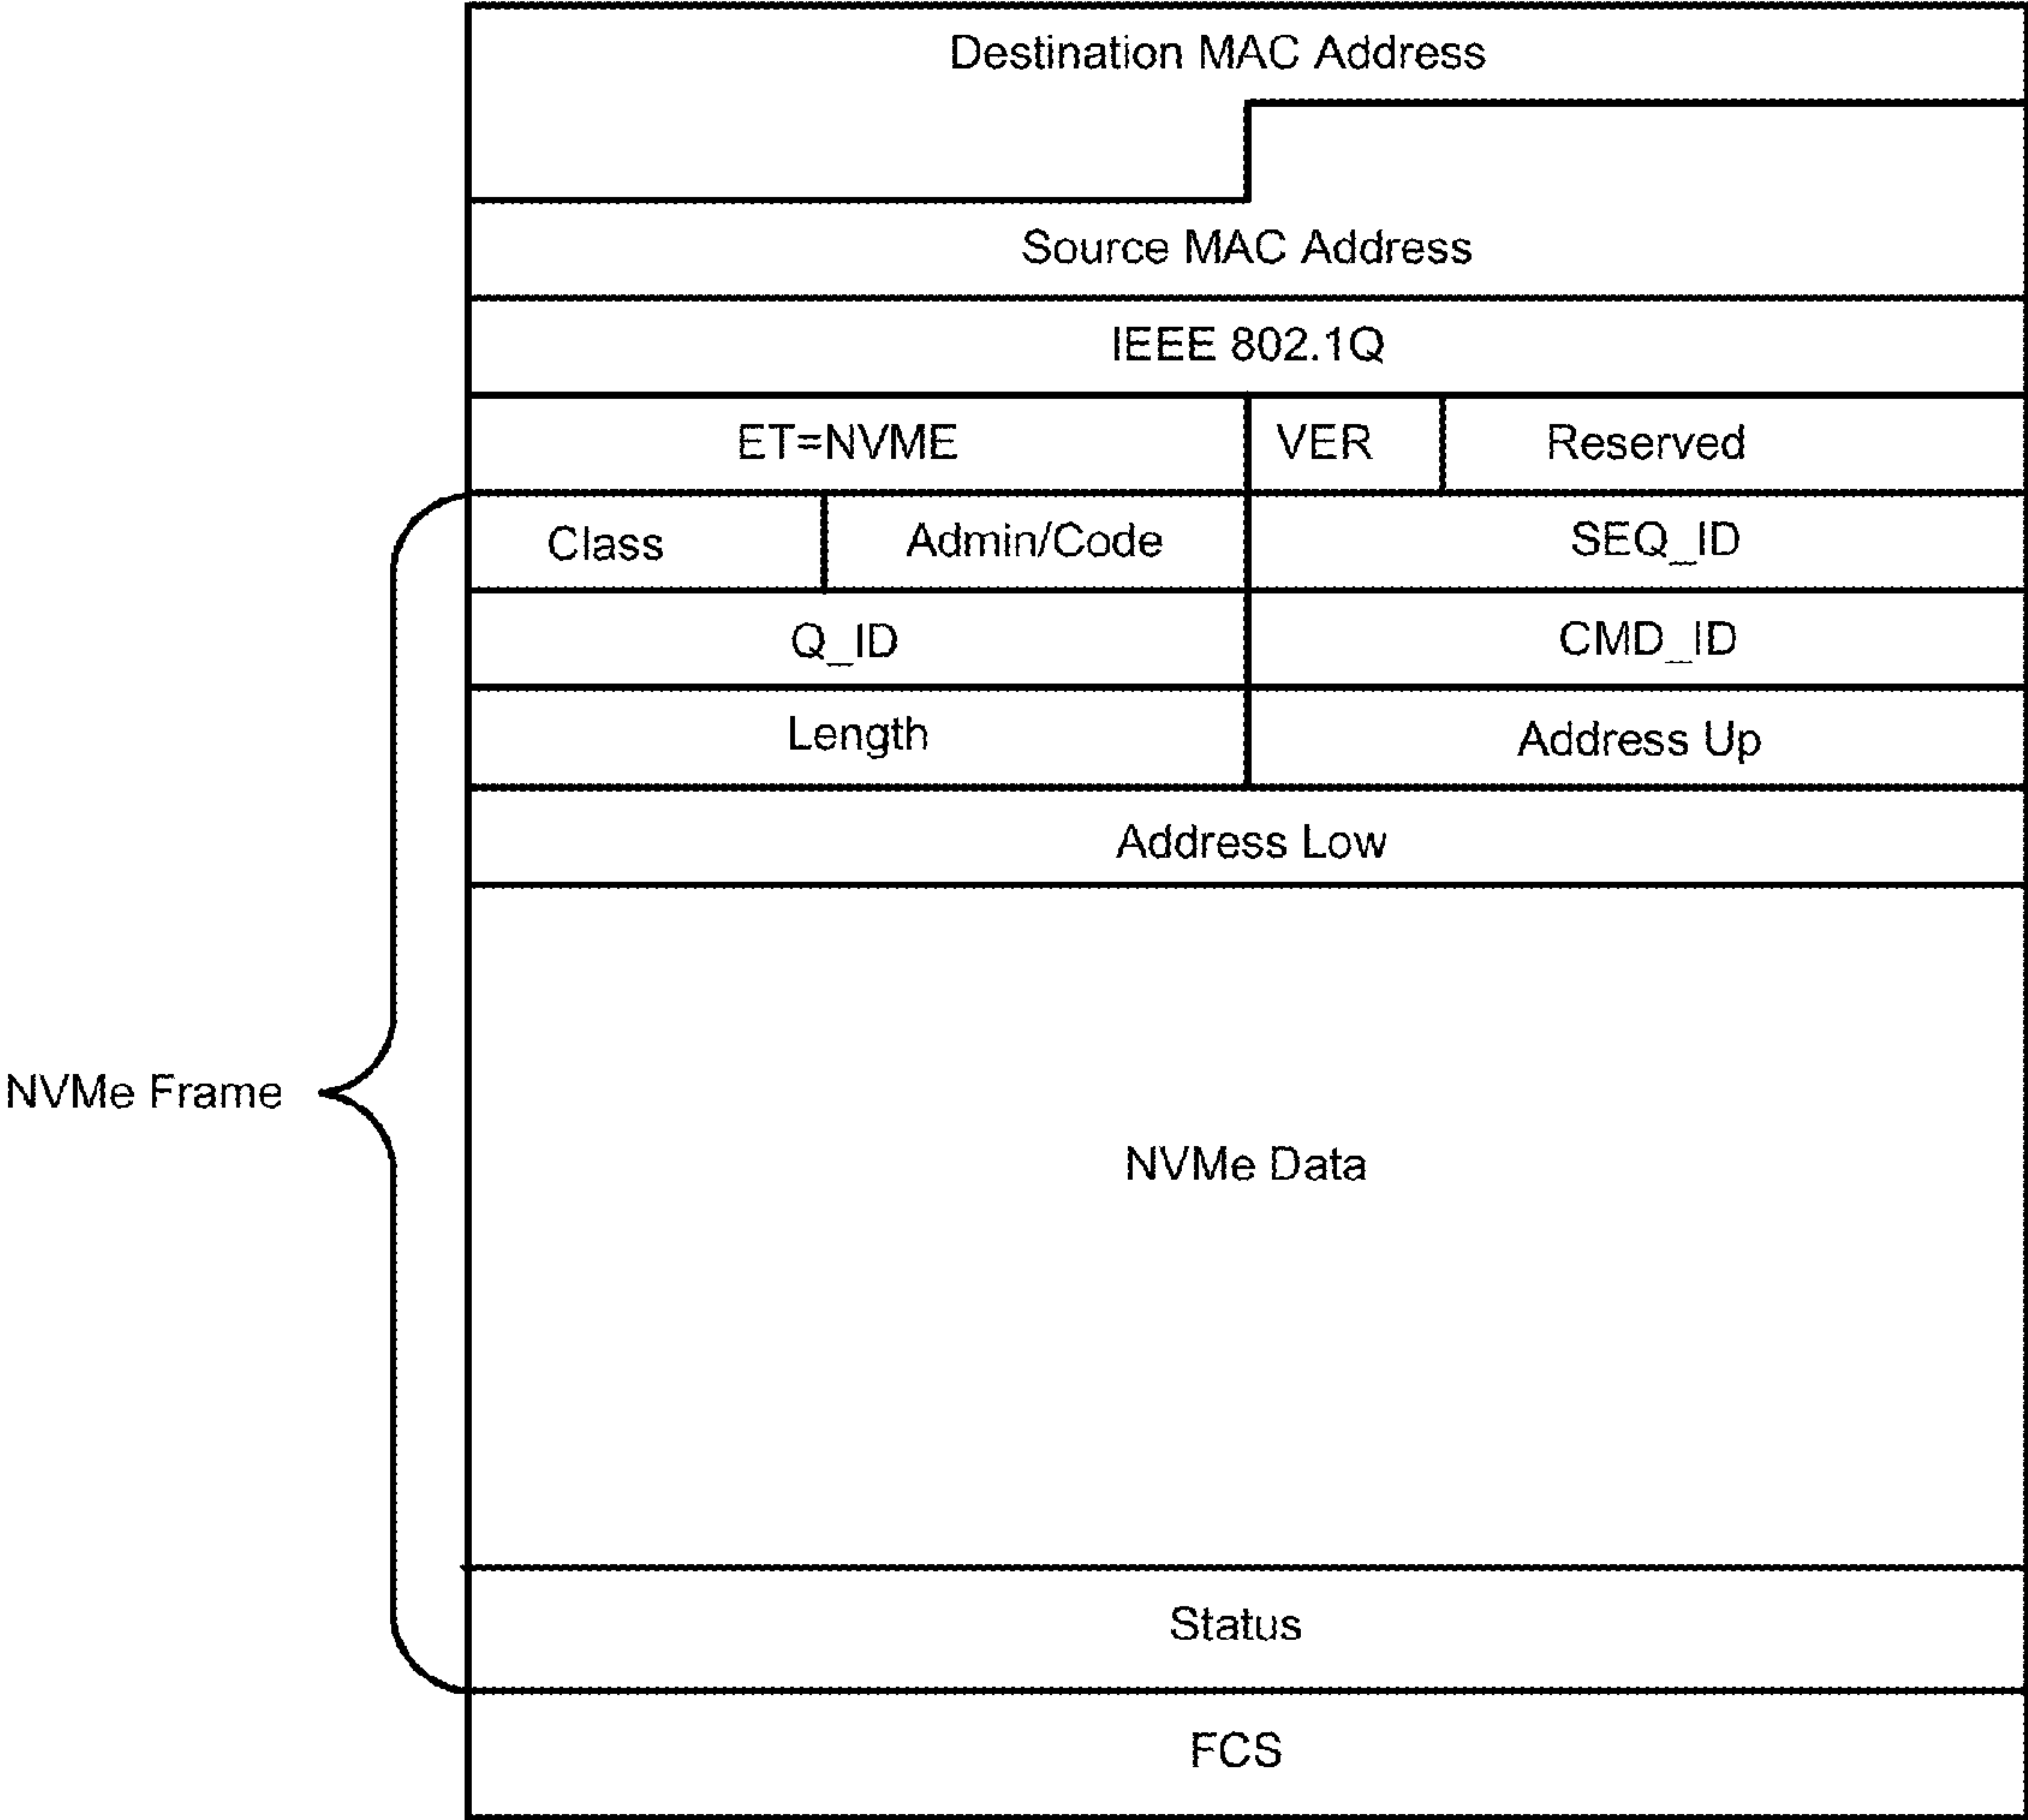 Destination MAC Address
Source MAC Address
IEEE 802.1Q
ET=NVME VER Reserved
Class Admin/Code SEQ_ID
Q_ID CMD_ID
Length Address Up
Address Low
NVMe Frame
NVMe Data
Status
FCS